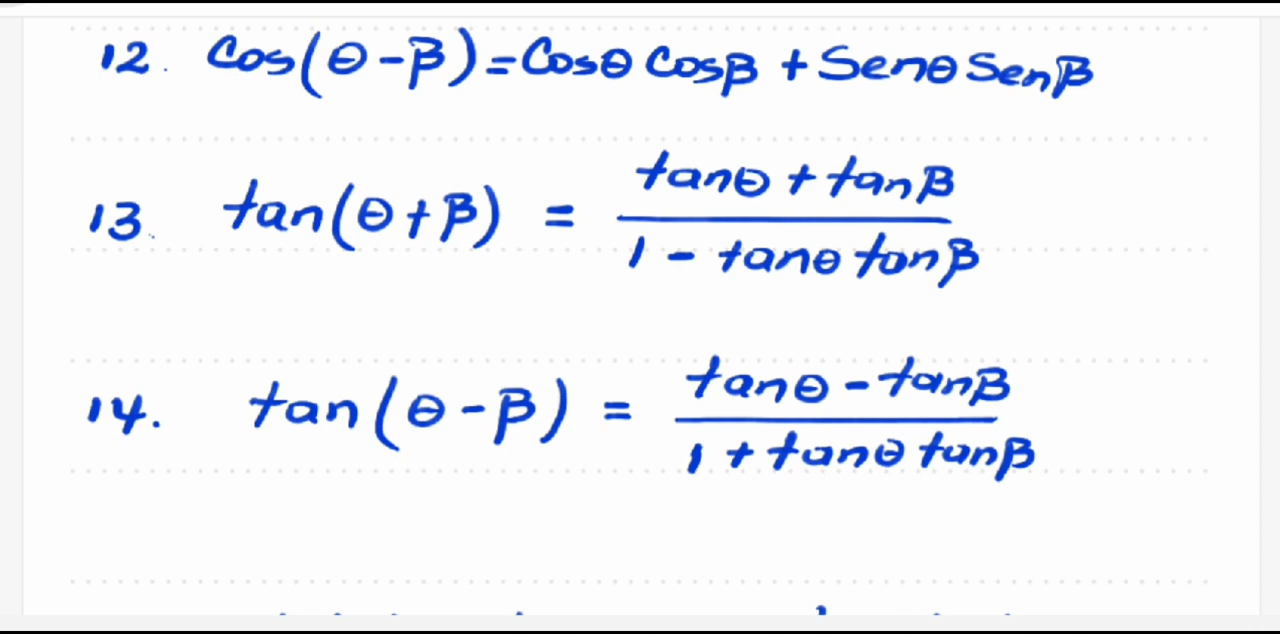 12. Cos(θ-β)=Cosθ Cosβ + Senθ Senβ
13. tan(θ+β) = (tanθ + tanβ)/(1 - tanθ tanβ)
14. tan(θ-β) = (tanθ - tanβ)/(1 + tanθ tanβ)